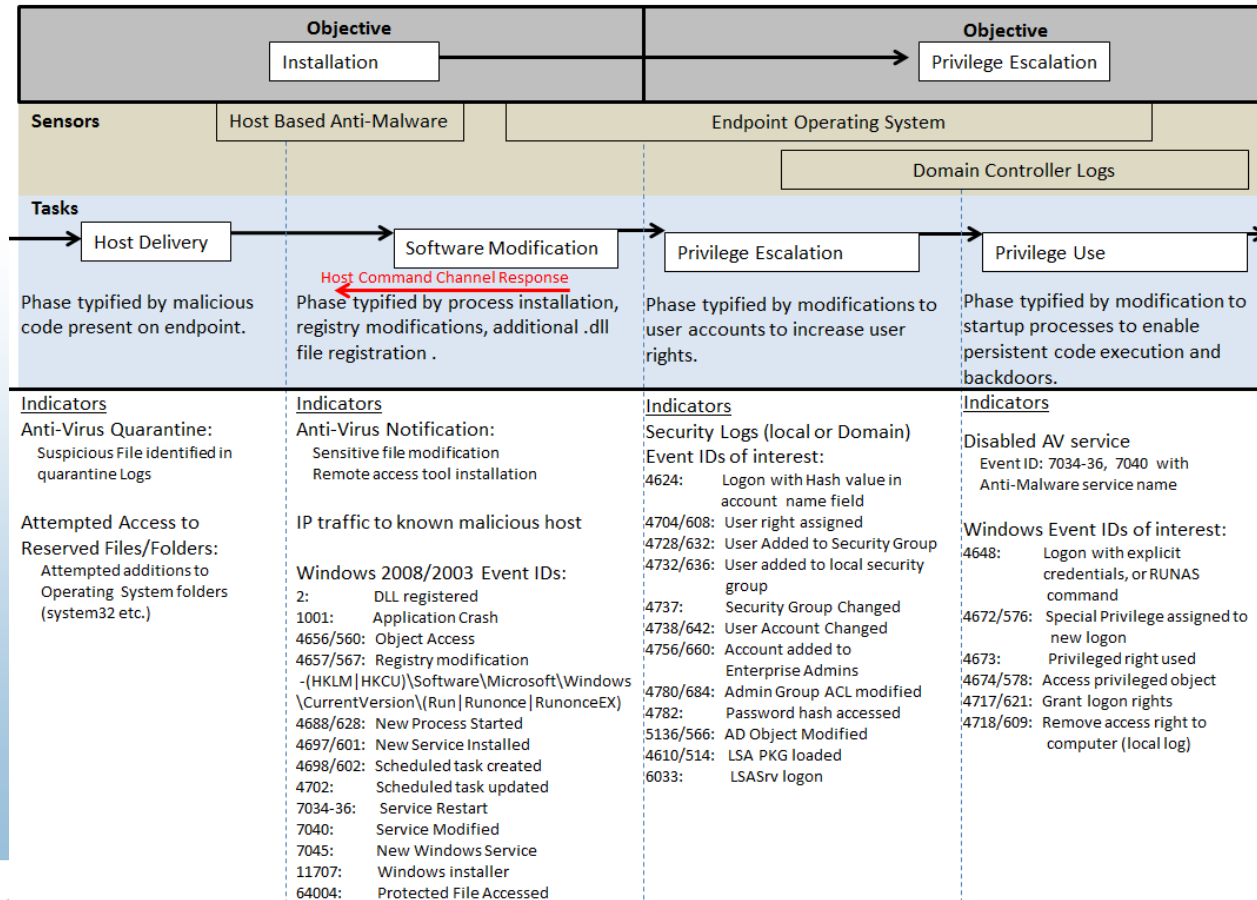 Objective
Installation
Objective
Privilege Escalation
Sensors
Host Based Anti-Malware
Endpoint Operating System
Domain Controller Logs
Tasks
Host Delivery
Software Modification
Privilege Escalation
Privilege Use
Host Command Channel Response
Phase typified by malicious
code present on endpoint.
Phase typified by process installation,
registry modifications, additional .dll
file registration .
Phase typified by modifications to
user accounts to increase user
rights.
Phase typified by modification to
startup processes to enable
persistent code execution and
backdoors.
Indicators
Anti-Virus Quarantine:
Suspicious File identified in
quarantine Logs
Attempted Access to
Reserved Files/Folders:
Attempted additions to
Operating System folders
(system32 etc.)
Indicators
Anti-Virus Notification:
Sensitive file modification
Remote access tool installation
IP traffic to known malicious host
Windows 2008/2003 Event IDs:
2: DLL registered
1001: Application Crash
4656/560: Object Access
4657/567: Registry modification
-(HKLM|HKCU)\Software\Microsoft\Windows
\CurrentVersion\(Run|Runonce|RunonceEX)
4688/628: New Process Started
4697/601: New Service Installed
4698/602: Scheduled task created
4702: Scheduled task updated
7034-36: Service Restart
7040: Service Modified
7045: New Windows Service
11707: Windows installer
64004: Protected File Accessed
Indicators
Security Logs (local or Domain)
Event IDs of interest:
4624: Logon with Hash value in
account name field
4704/608: User right assigned
4728/632: User Added to Security Group
4732/636: User added to local security
group
4737: Security Group Changed
4738/642: User Account Changed
4756/660: Account added to
Enterprise Admins
4780/684: Admin Group ACL modified
4782: Password hash accessed
5136/566: AD Object Modified
4610/514: LSA PKG loaded
6033: LSASrv logon
Indicators
Disabled AV service
Event ID: 7034-36, 7040 with
Anti-Malware service name
Windows Event IDs of interest:
4648: Logon with explicit
credentials, or RUNAS
command
4672/576: Special Privilege assigned to
new logon
4673: Privileged right used
4674/578: Access privileged object
4717/621: Grant logon rights
4718/609: Remove access right to
computer (local log)